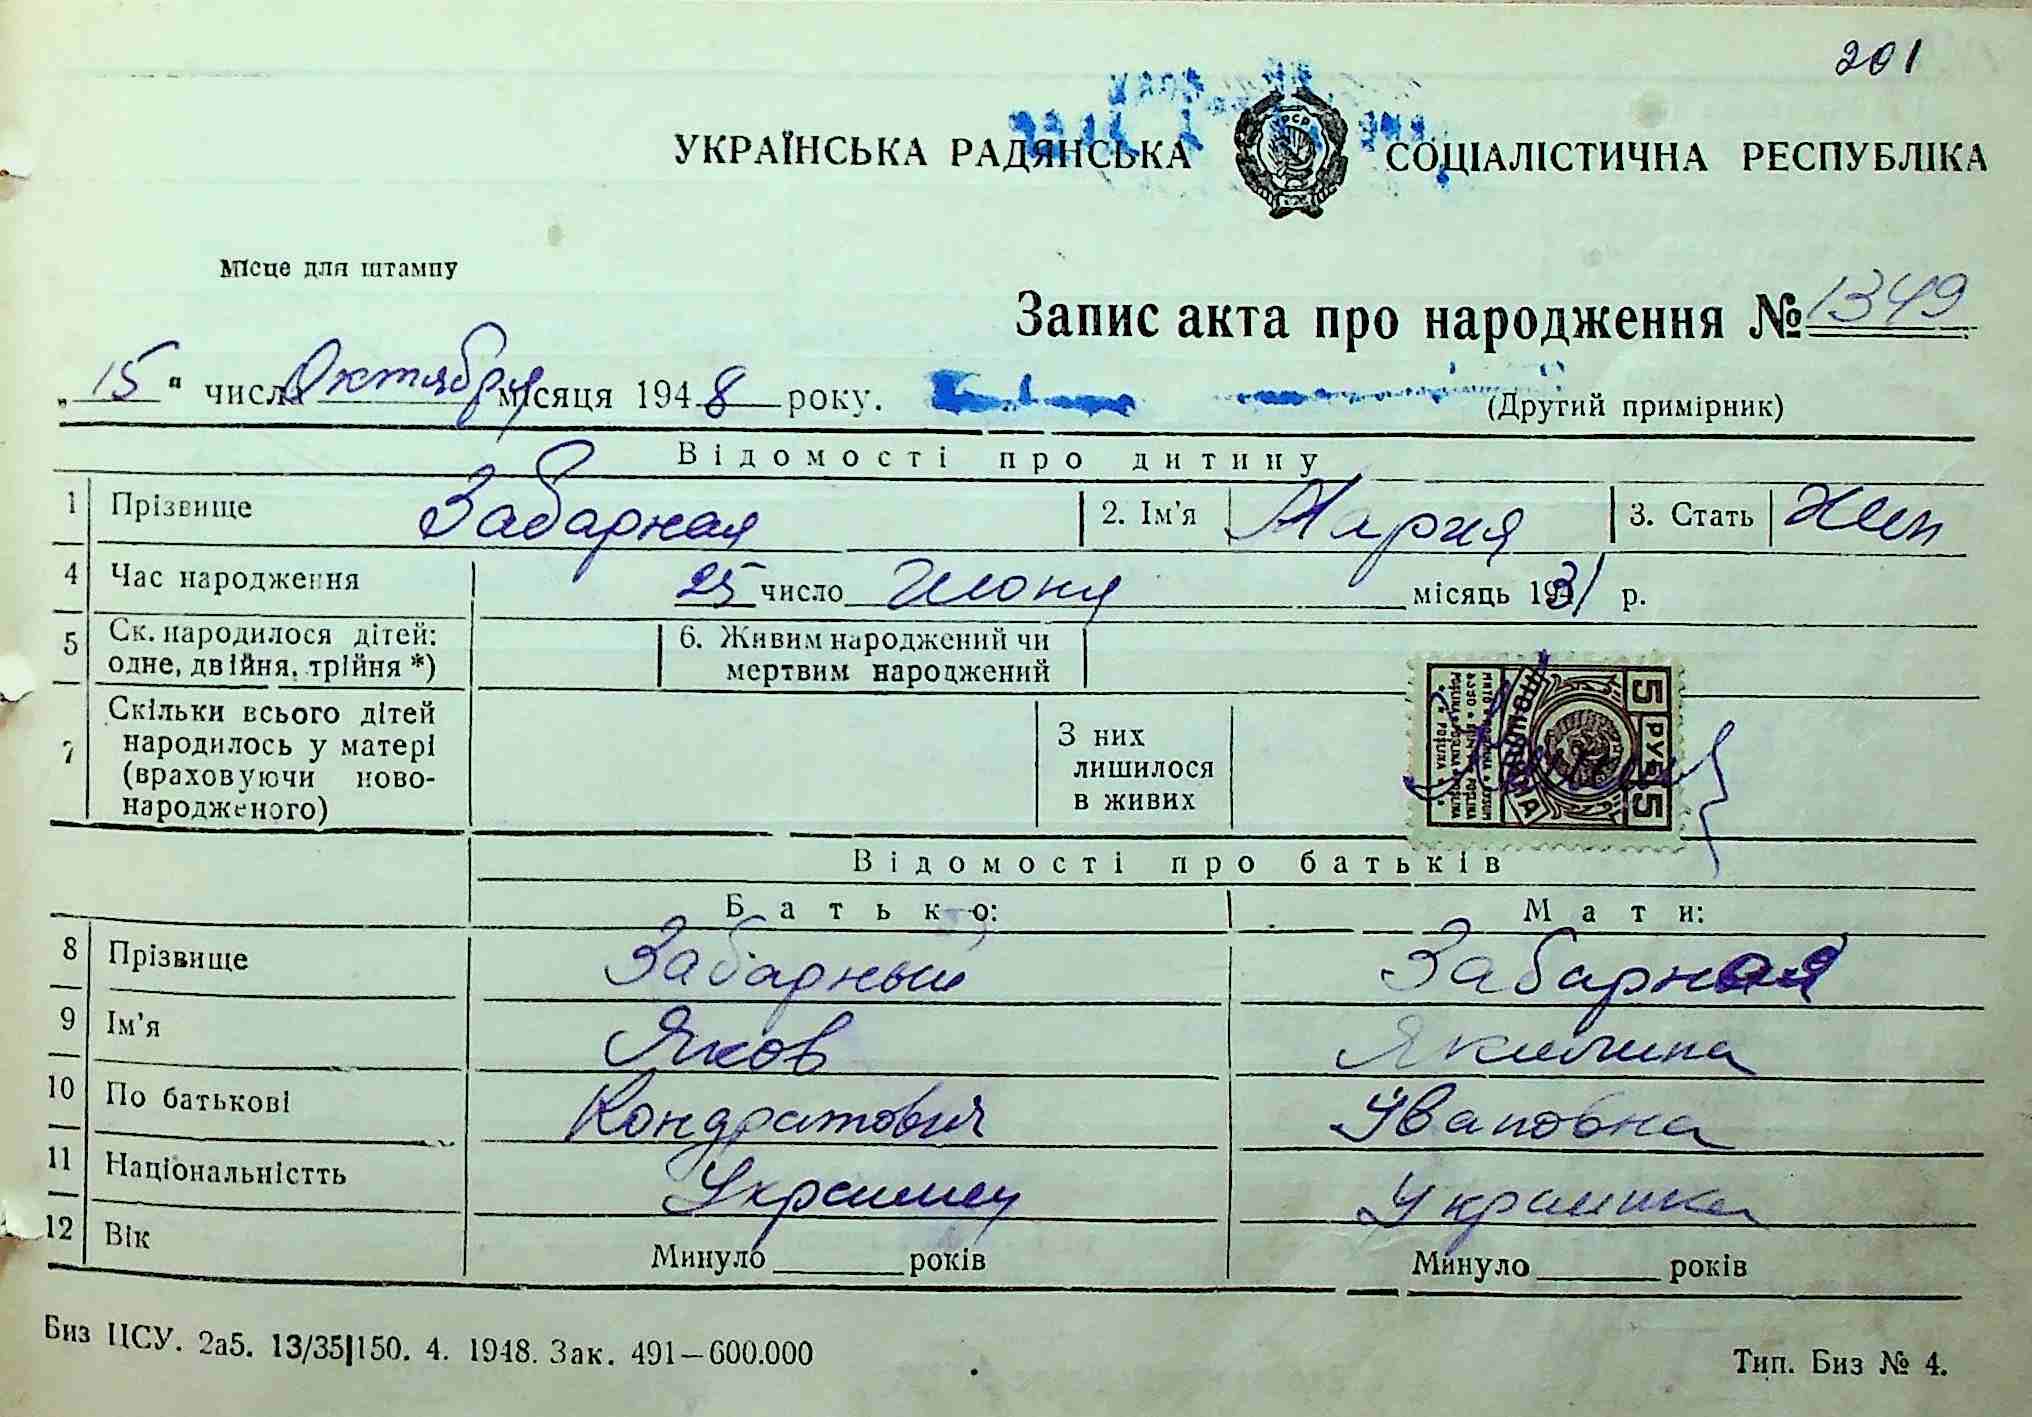 201
УКРАЇНСЬКА РАДЯНСЬКА СОЦІАЛІСТИЧНА РЕСПУБЛІКА
УРСР
Місце для штампу
Запис акта про народження № 1349
„15" число Октября місяця 1948 року.
(Другий примірник)
Відомості про дитину
1 Прізвище Забарная 2. Ім'я Мария 3. Стать Жен
4 Час народження 25 число Июня місяць 1931 р.
5 Ск. народилося дітей: одне, двійня, трійня *) 6. Живим народжений чи мертвим народжений
7 Скільки всього дітей народилось у матері (враховуючи новонародженого) З них лишилося в живих
5 РУБ 5
Відомості про батьків
Батько: Мати:
8 Прізвище Забарный Забарная
9 Ім'я Яков Якилина
10 По батькові Кондратович Ивановна
11 Національністть Украинец Украинка
12 Вік Минуло років Минуло років
Биз ЦСУ. 2а5. 13/35|150. 4. 1948. Зак. 491—600.000
Тип. Биз № 4.